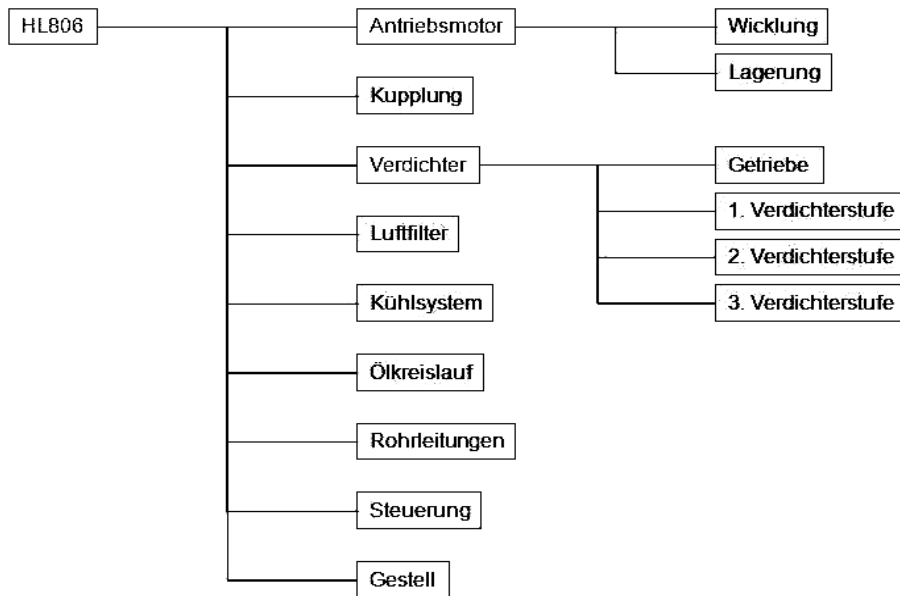 HL806
Antriebsmotor
Wicklung
Lagerung
Kupplung
Verdichter
Getriebe
1. Verdichterstufe
Luftfilter
2. Verdichterstufe
Kühlsystem
3. Verdichterstufe
Ölkreislauf
Rohrleitungen
Steuerung
Gestell